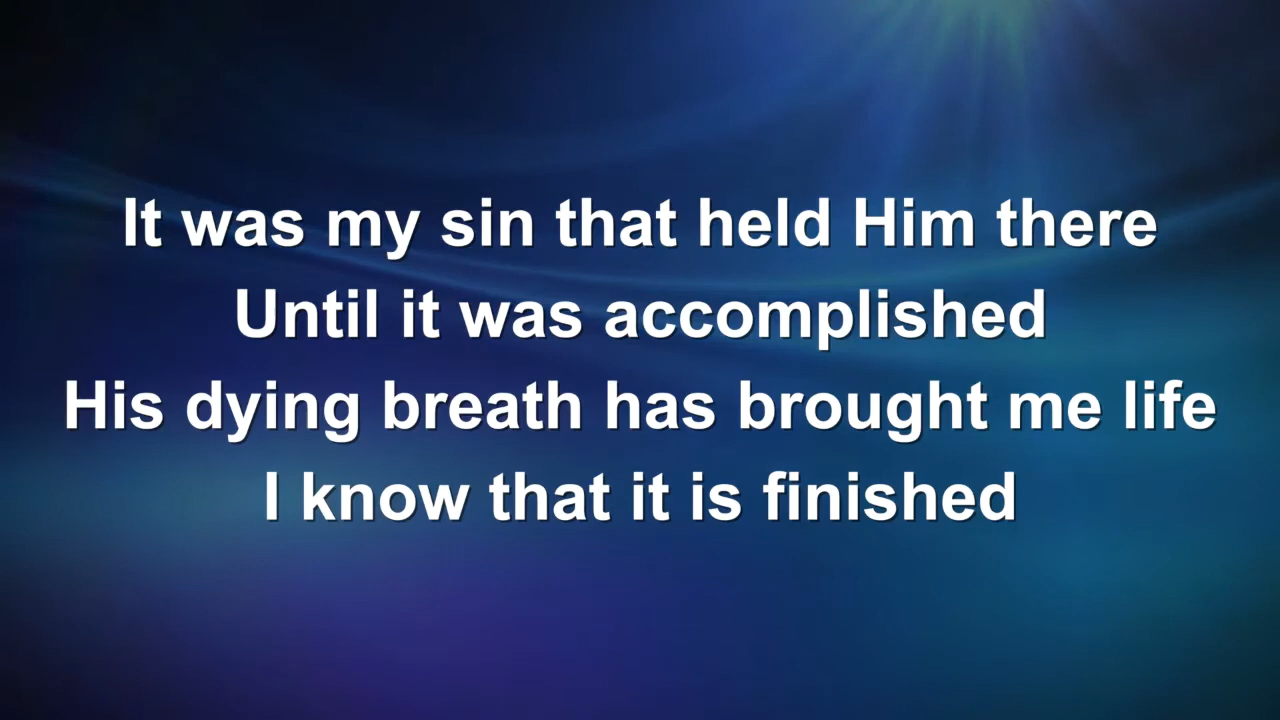 It was my sin that held Him there
Until it was accomplished
His dying breath has brought me life
I know that it is finished